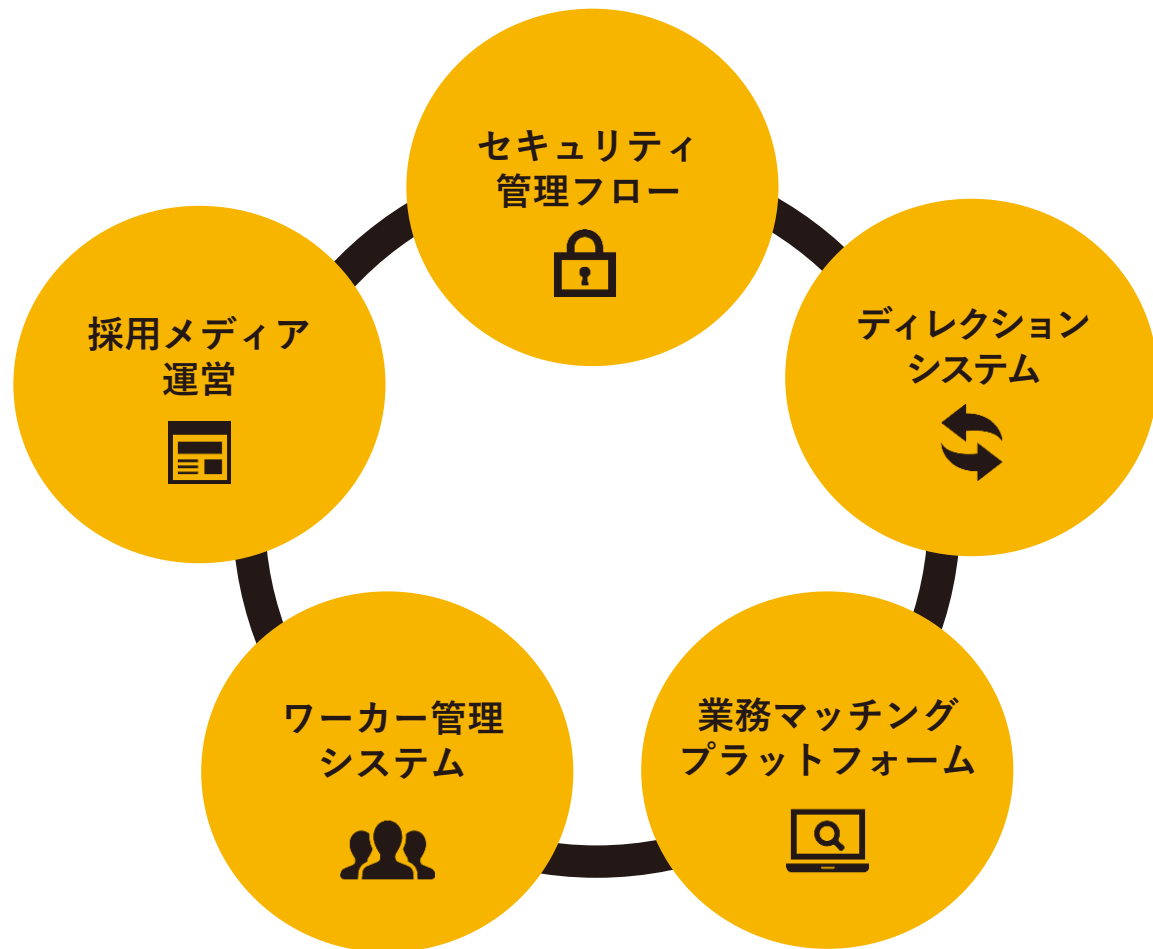 セキュリティ
管理フロー
採用メディア
運営
ディレクション
システム
ワーカー管理
システム
業務マッチング
プラットフォーム